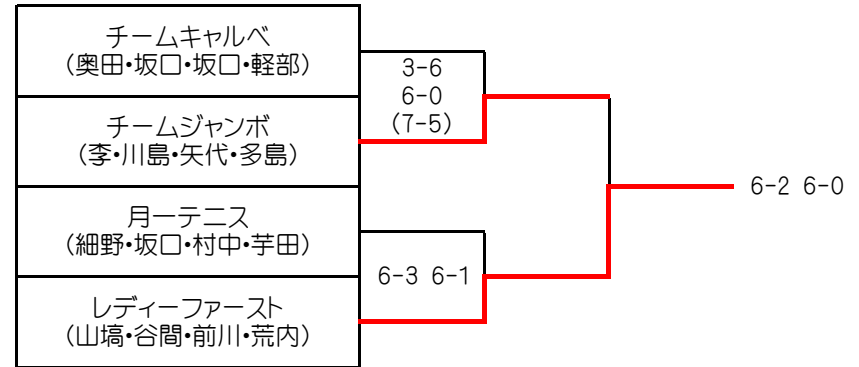 チームキャルベ
(奥田・坂口・坂口・軽部)
3-6
6-0
(7-5)
チームジャンボ
(李・川島・矢代・多島)
6-2 6-0
月一テニス
(細野・坂口・村中・芋田)
6-3 6-1
レディーファースト
(山塙・谷間・前川・荒内)